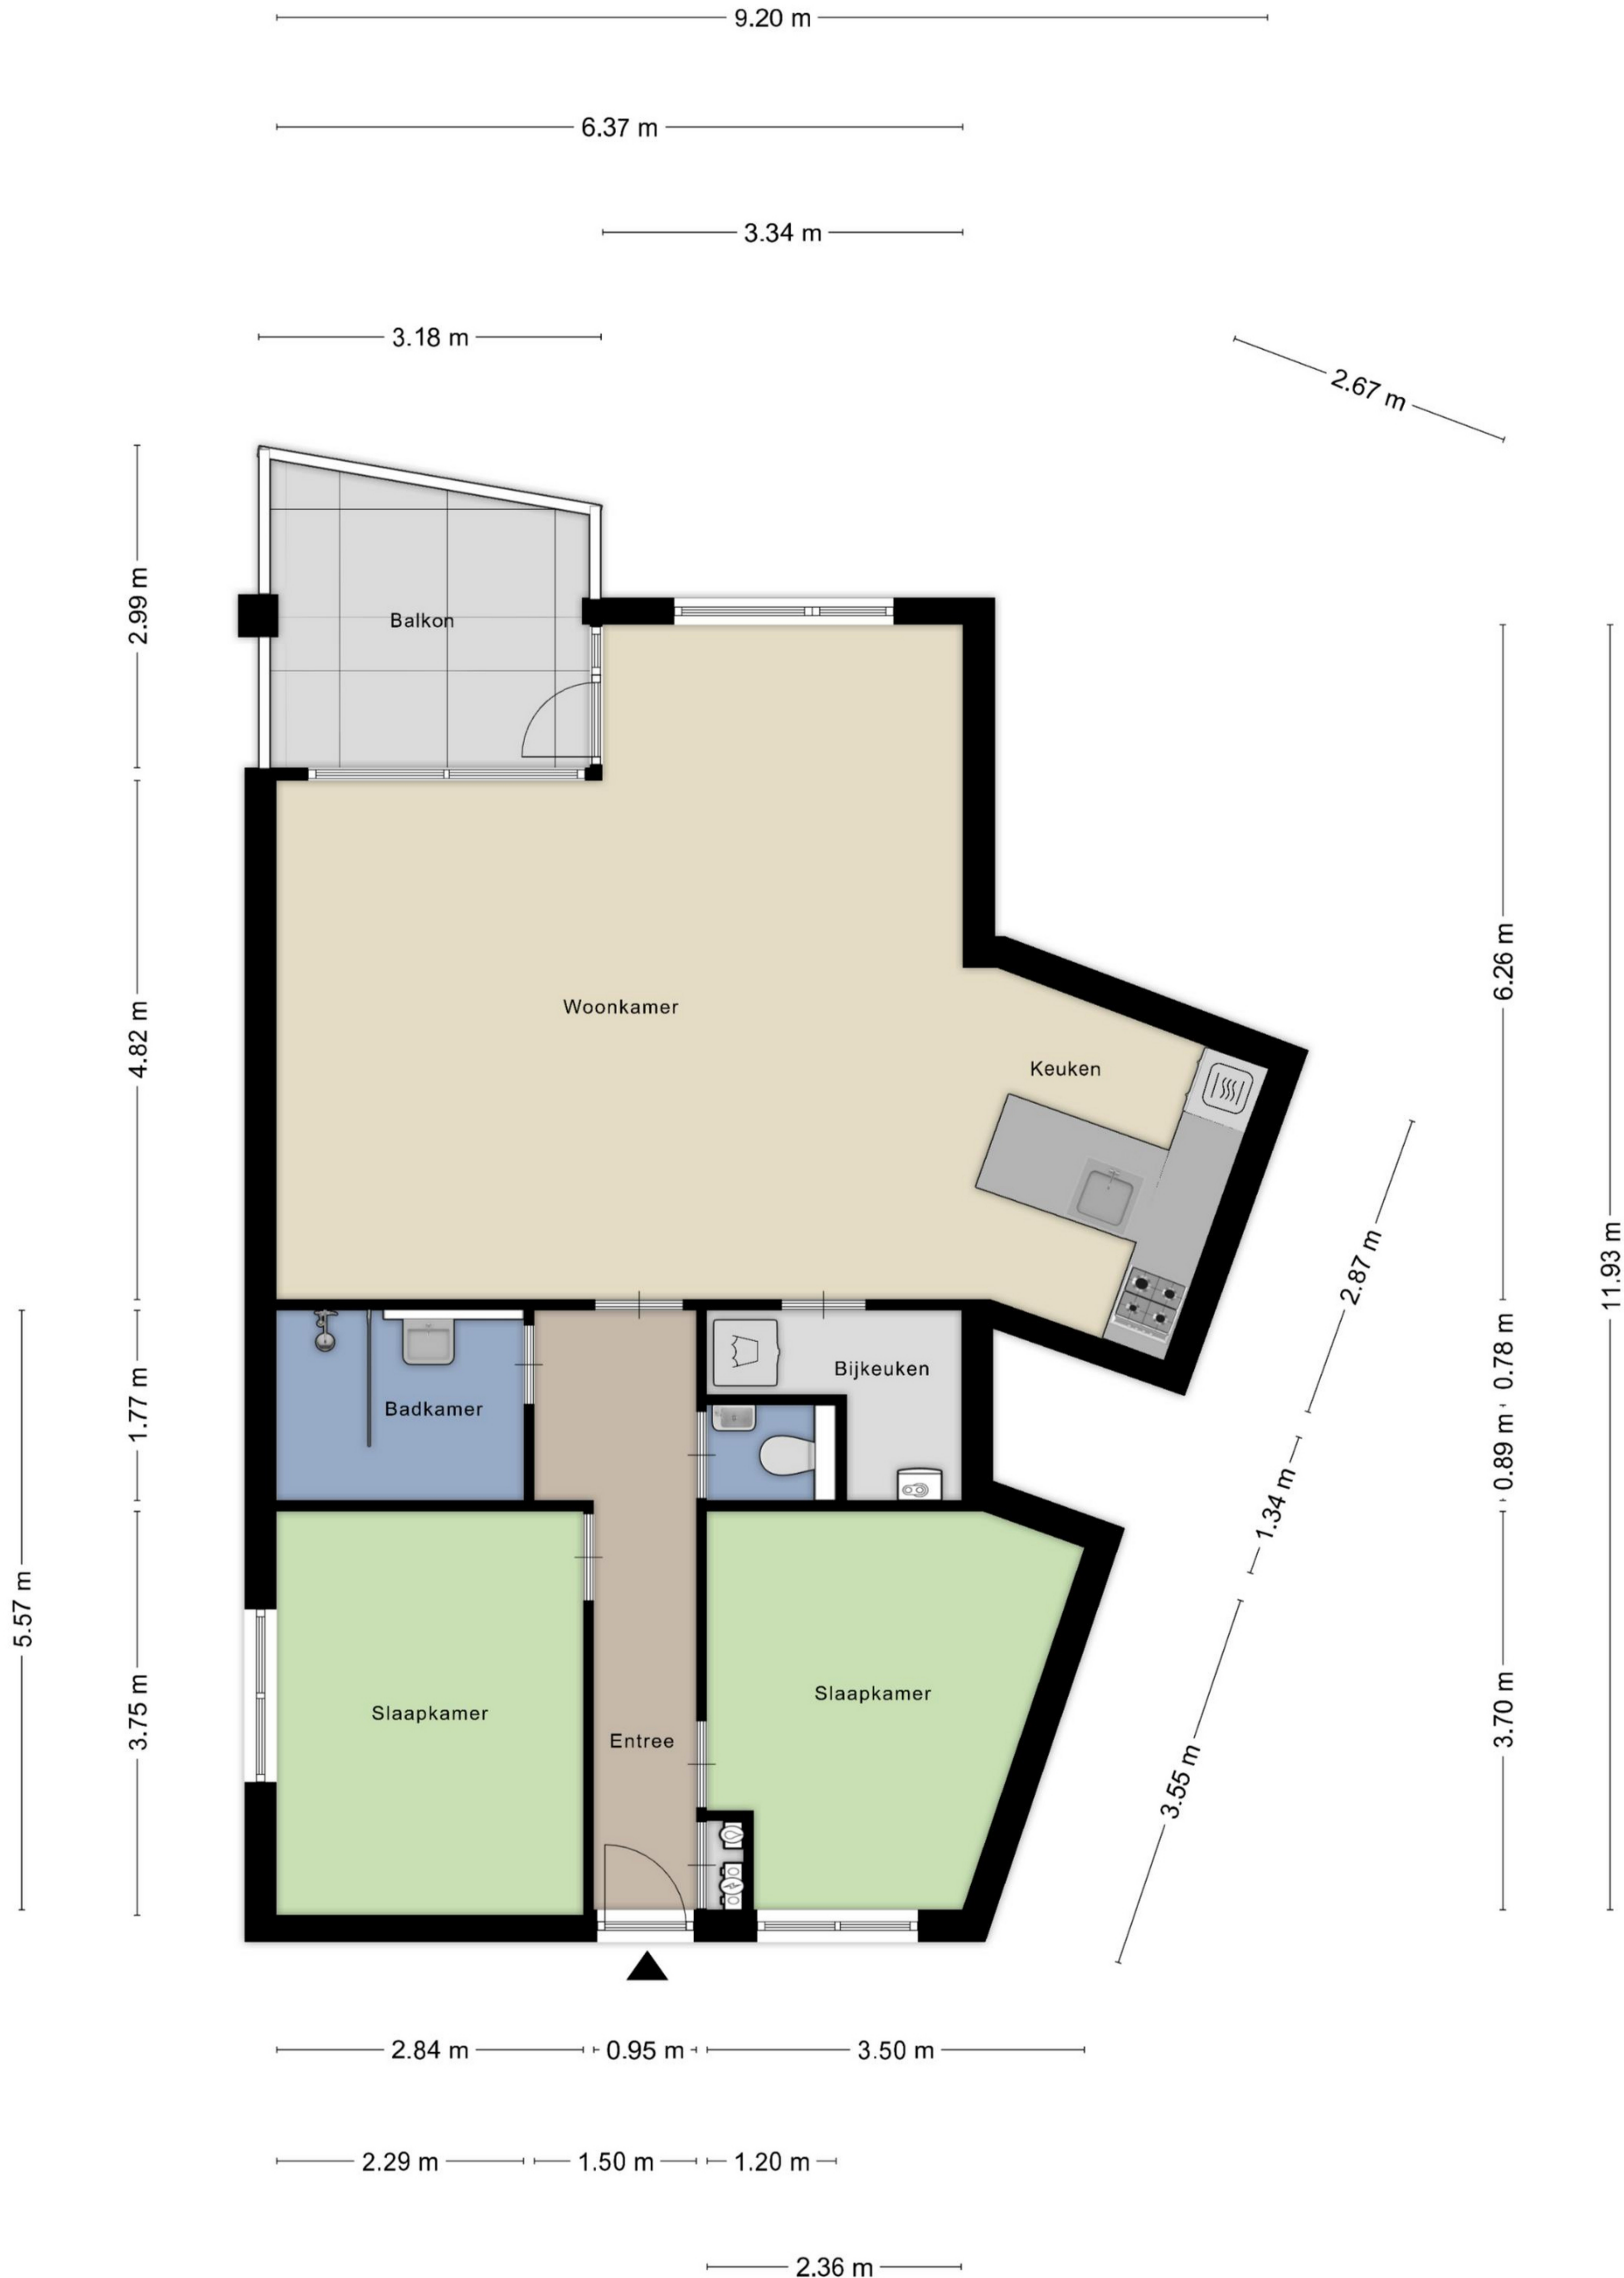 9.20 m
6.37 m
3.34 m
3.18 m
2.67 m
2.99 m
Balkon
6.26 m
Woonkamer
4.82 m
Keuken
11.93 m
2.87 m
0.78 m
Bijkeuken
1.77 m
Badkamer
0.89 m
1.34 m
5.57 m
3.75 m
Slaapkamer
Slaapkamer
3.70 m
Entree
3.55 m
2.84 m
0.95 m
3.50 m
2.29 m
1.50 m
1.20 m
2.36 m